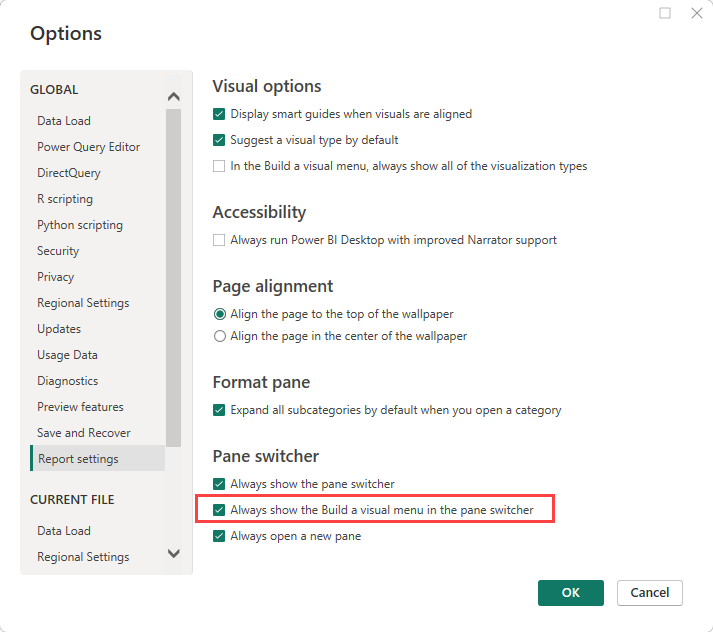 Options
GLOBAL
Data Load
Power Query Editor
DirectQuery
R scripting
Python scripting
Security
Privacy
Regional Settings
Updates
Usage Data
Diagnostics
Preview features
Save and Recover
Report settings
CURRENT FILE
Data Load
Regional Settings
Visual options
Display smart guides when visuals are aligned
Suggest a visual type by default
In the Build a visual menu, always show all of the visualization types
Accessibility
Always run Power BI Desktop with improved Narrator support
Page alignment
Align the page to the top of the wallpaper
Align the page in the center of the wallpaper
Format pane
Expand all subcategories by default when you open a category
Pane switcher
Always show the pane switcher
Always show the Build a visual menu in the pane switcher
Always open a new pane
OK
Cancel